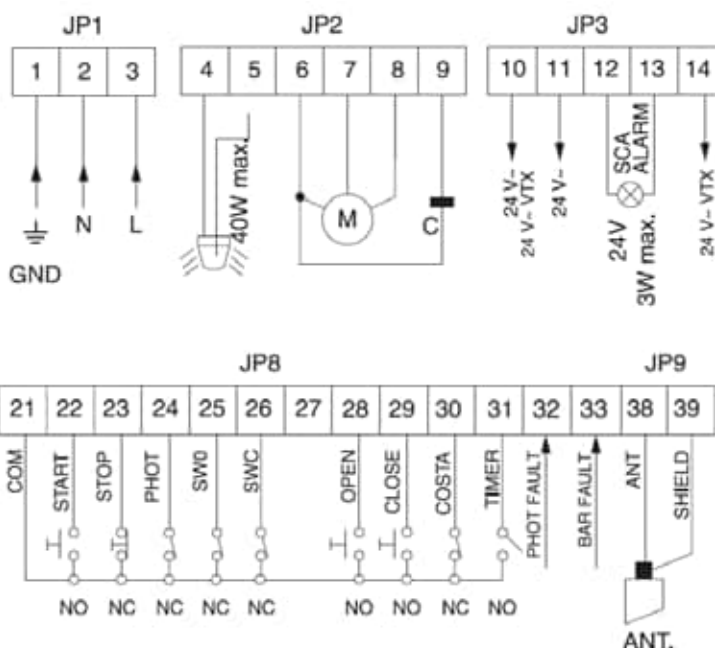 JP1 JP2 JP3
1 2 3 4 5 6 7 8 9 10 11 12 13 14
40W max.
24 V~
24 V~ VTX
24 V~
SCA
ALARM
24 V~ VTX
N L M C
24V
3W max.
GND
JP8 JP9
21 22 23 24 25 26 27 28 29 30 31 32 33 38 39
COM START STOP PHOT SW0 SWC OPEN CLOSE COSTA TIMER PHOT FAULT BAR FAULT ANT SHIELD
NO NC NC NC NC NO NO NC NO
ANT.